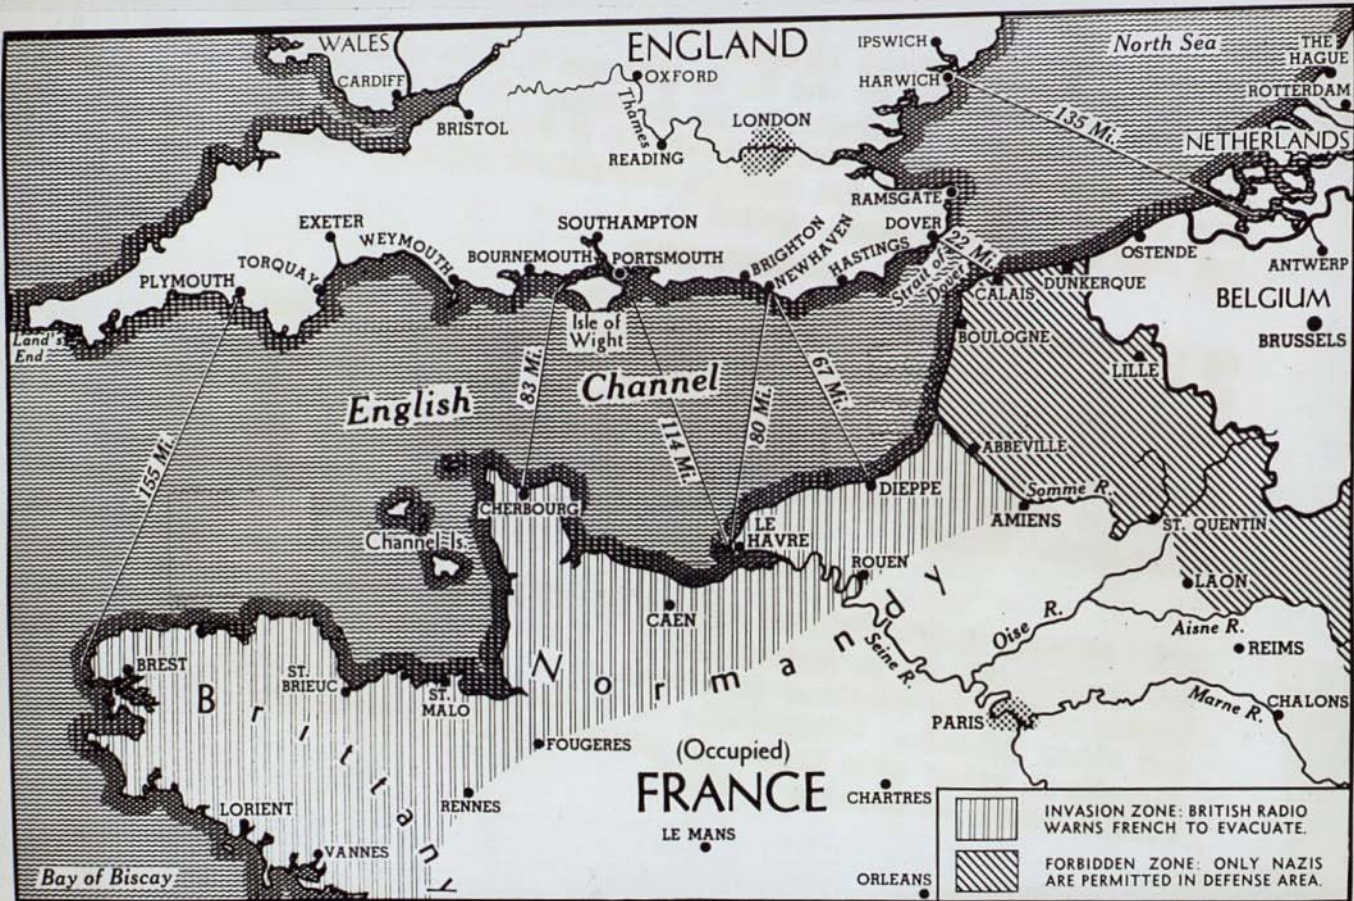 WALES
ENGLAND
IPSWICH
North Sea
THE
HAGUE
CARDIFF
OXFORD
HARWICH
ROTTERDAM
BRISTOL
Thames
LONDON
135 Mi.
NETHERLANDS
READING
RAMSGATE
EXETER
SOUTHAMPTON
DOVER
OSTENDE
ANTWERP
WEYMOUTH
BOURNEMOUTH
PORTSMOUTH
BRIGHTON
NEWHAVEN
HASTINGS
Strait of
Dover
22 Mi.
PLYMOUTH
TORQUAY
CALAIS
DUNKERQUE
BELGIUM
Land's
End
Isle of
Wight
BOULOGNE
BRUSSELS
LILLE
83 Mi.
English
Channel
67 Mi.
80 Mi.
114 Mi.
155 Mi.
ABBEVILLE
CHERBOURG
DIEPPE
AMIENS
Somme R.
ST. QUENTIN
Channel Is.
LE
HAVRE
ROUEN
LAON
CAEN
Normandy
Seine R.
Oise R.
Aisne R.
REIMS
BREST
ST.
BRIEUC
ST.
MALO
Brittany
PARIS
Marne R.
CHALONS
FOUGERES
(Occupied)
FRANCE
LORIENT
RENNES
CHARTRES
LE MANS
VANNES
Bay of Biscay
ORLEANS
INVASION ZONE: BRITISH RADIO
WARNS FRENCH TO EVACUATE.
FORBIDDEN ZONE: ONLY NAZIS
ARE PERMITTED IN DEFENSE AREA.